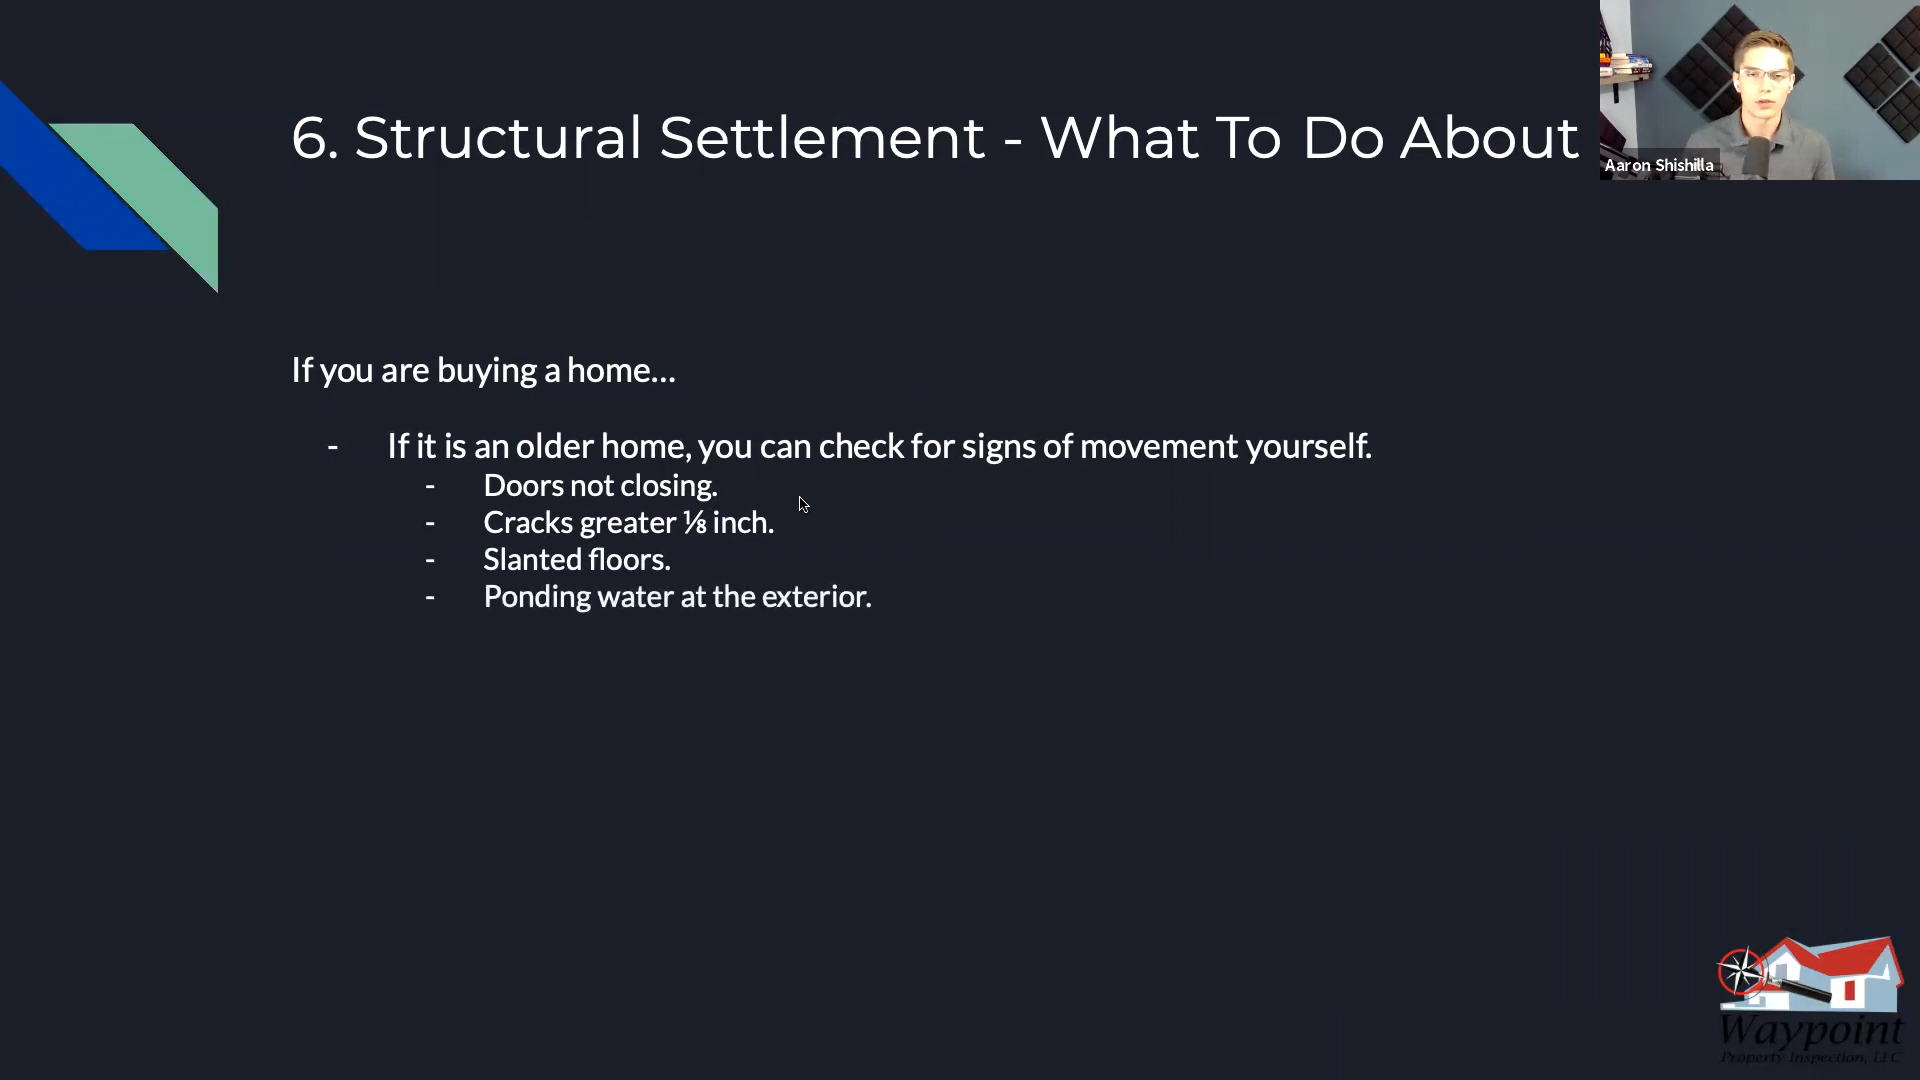 6. Structural Settlement - What To Do About
Aaron Shishilla
If you are buying a home...
- If it is an older home, you can check for signs of movement yourself.
- Doors not closing.
- Cracks greater ⅛ inch.
- Slanted floors.
- Ponding water at the exterior.
Waypoint
Property Inspection, LLC